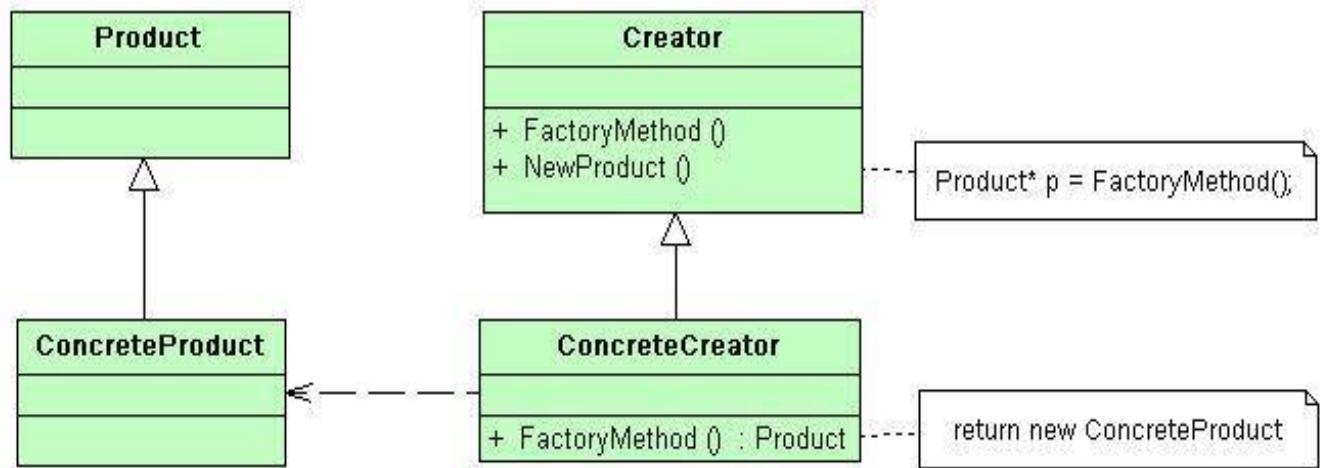 Product
Creator
+ FactoryMethod ()
+ NewProduct ()
Product* p = FactoryMethod();
ConcreteProduct
ConcreteCreator
+ FactoryMethod () : Product
return new ConcreteProduct